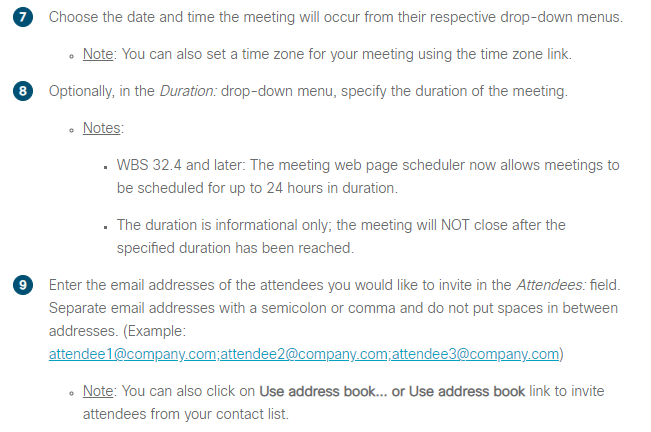 7 Choose the date and time the meeting will occur from their respective drop-down menus.
Note: You can also set a time zone for your meeting using the time zone link.
8 Optionally, in the Duration: drop-down menu, specify the duration of the meeting.
Notes:
WBS 32.4 and later: The meeting web page scheduler now allows meetings to
be scheduled for up to 24 hours in duration.
The duration is informational only; the meeting will NOT close after the
specified duration has been reached.
9 Enter the email addresses of the attendees you would like to invite in the Attendees: field.
Separate email addresses with a semicolon or comma and do not put spaces in between
addresses. (Example:
attendee1@company.com;attendee2@company.com;attendee3@company.com)
Note: You can also click on Use address book... or Use address book link to invite
attendees from your contact list.